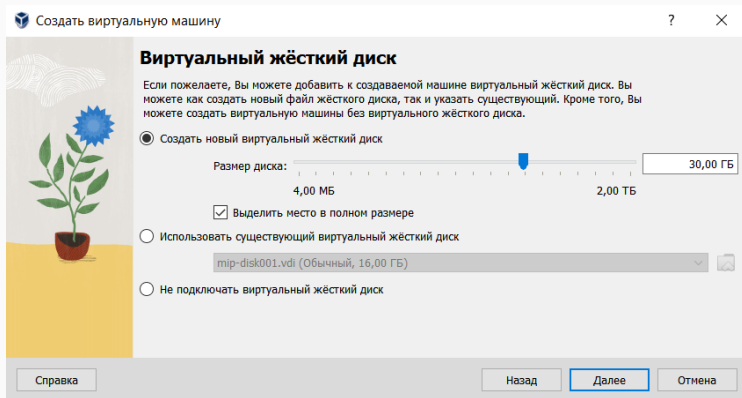 Создать виртуальную машину
?
Виртуальный жёсткий диск
Если пожелаете, Вы можете добавить к создаваемой машине виртуальный жёсткий диск. Вы
можете как создать новый файл жёсткого диска, так и указать существующий. Кроме того, Вы
можете создать виртуальную машины без виртуального жёсткого диска.
Создать новый виртуальный жёсткий диск
Размер диска: 30,00 ГБ
4,00 МБ 2,00 ТБ
Выделить место в полном размере
Использовать существующий виртуальный жёсткий диск
mip-disk001.vdi (Обычный, 16,00 ГБ)
Не подключать виртуальный жёсткий диск
Справка Назад Далее Отмена